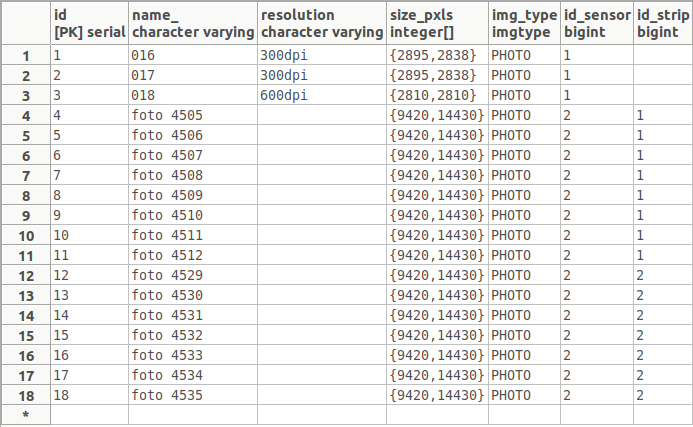 id name_ resolution size_pxls img_type id_sensor id_strip
[PK] serial character varying character varying integer[] imgtype bigint bigint
1 1 016 300dpi {2895,2838} PHOTO 1
2 2 017 300dpi {2895,2838} PHOTO 1
3 3 018 600dpi {2810,2810} PHOTO 1
4 4 foto 4505 {9420,14430} PHOTO 2 1
5 5 foto 4506 {9420,14430} PHOTO 2 1
6 6 foto 4507 {9420,14430} PHOTO 2 1
7 7 foto 4508 {9420,14430} PHOTO 2 1
8 8 foto 4509 {9420,14430} PHOTO 2 1
9 9 foto 4510 {9420,14430} PHOTO 2 1
10 10 foto 4511 {9420,14430} PHOTO 2 1
11 11 foto 4512 {9420,14430} PHOTO 2 1
12 12 foto 4529 {9420,14430} PHOTO 2 2
13 13 foto 4530 {9420,14430} PHOTO 2 2
14 14 foto 4531 {9420,14430} PHOTO 2 2
15 15 foto 4532 {9420,14430} PHOTO 2 2
16 16 foto 4533 {9420,14430} PHOTO 2 2
17 17 foto 4534 {9420,14430} PHOTO 2 2
18 18 foto 4535 {9420,14430} PHOTO 2 2
*